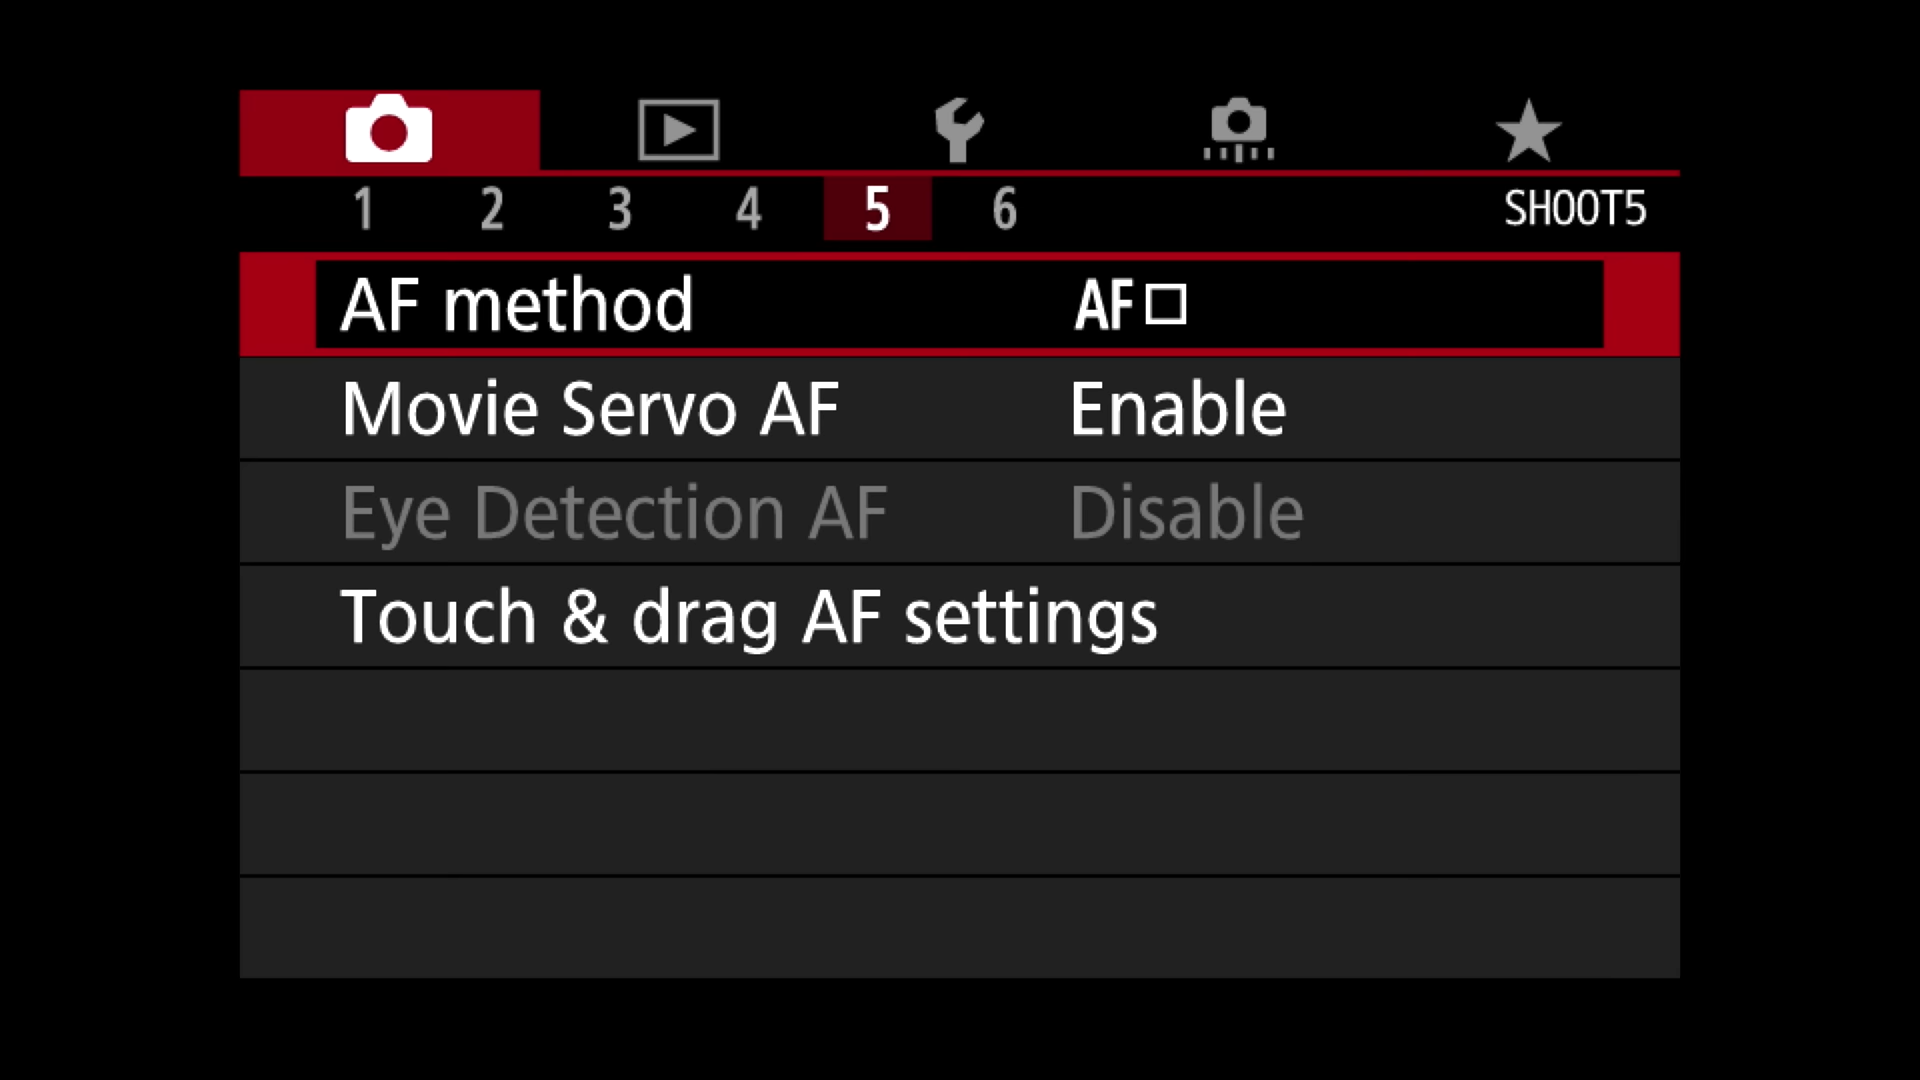 1 2 3 4 5 6 SHOOT5
AF method AF□
Movie Servo AF Enable
Eye Detection AF Disable
Touch & drag AF settings